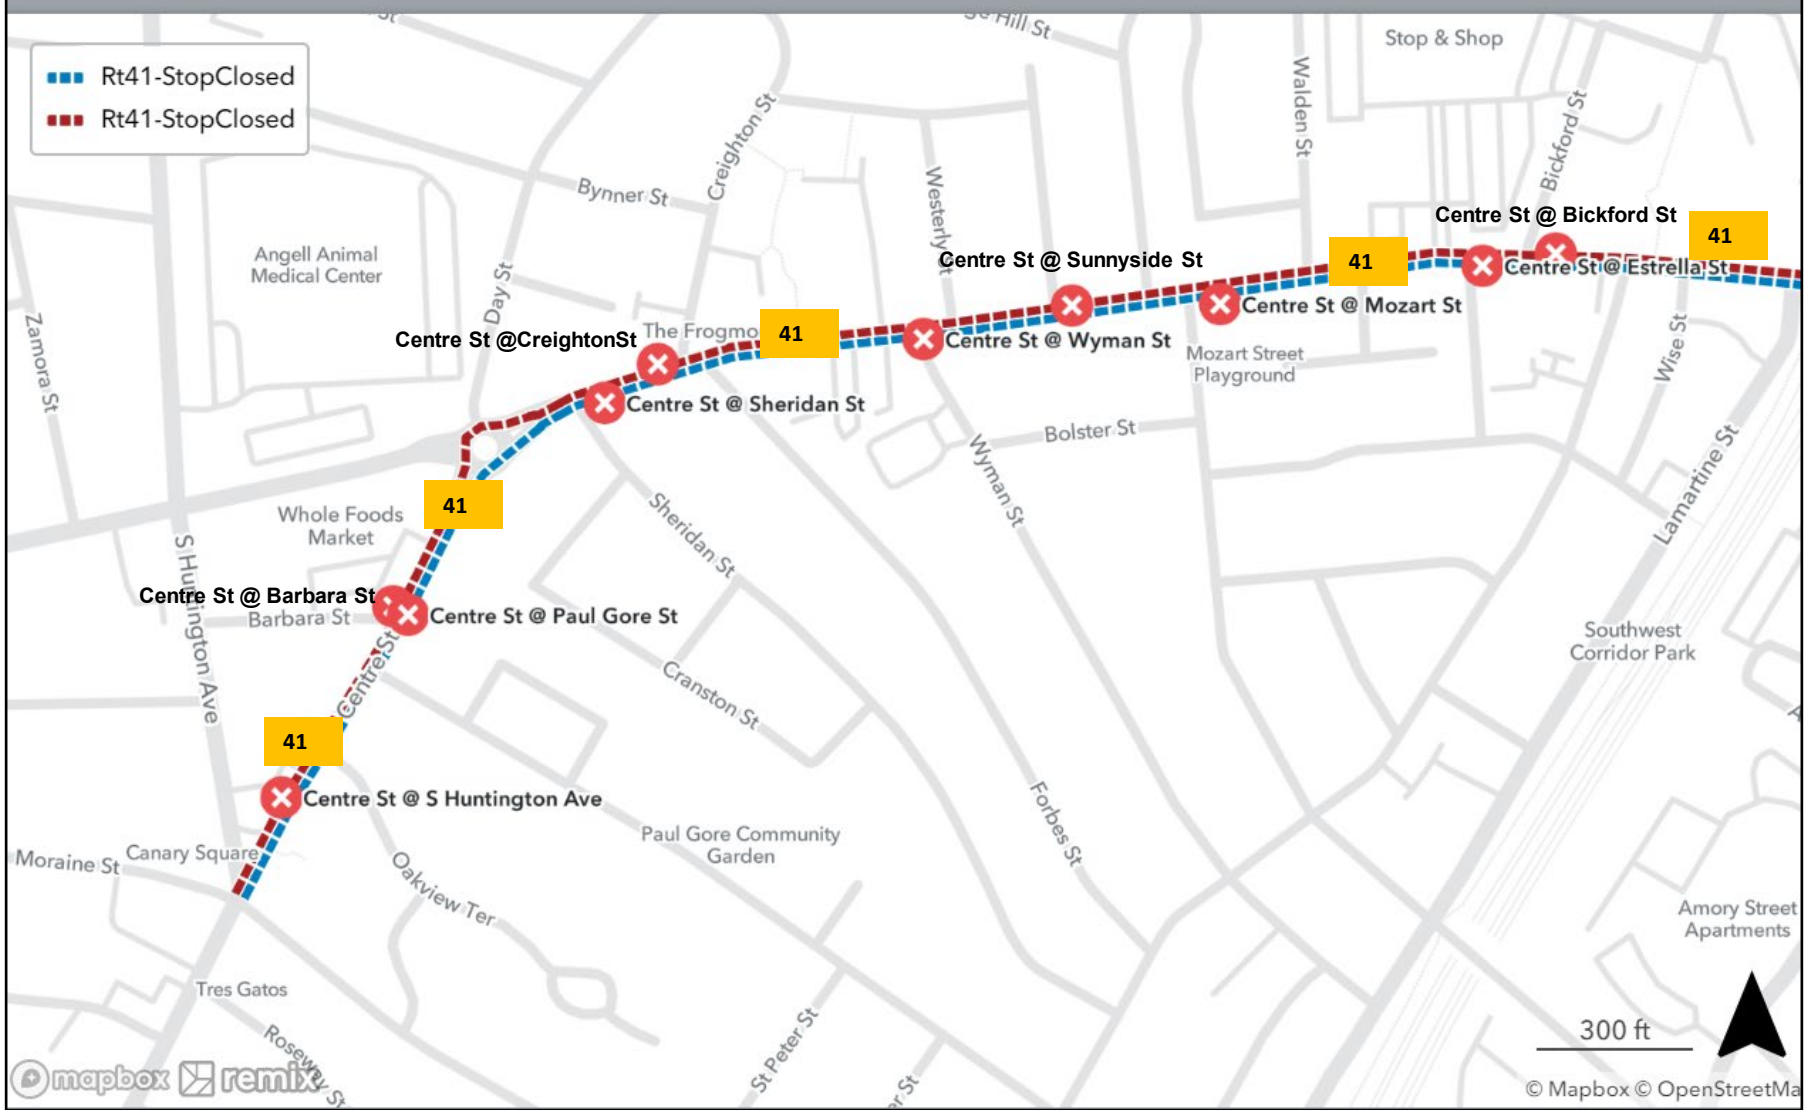 Rt41-StopClosed
Rt41-StopClosed
Hill St
Stop & Shop
Walden St
Bickford St
Creighton St
Bynner St
Westerly St
Angell Animal
Medical Center
Day St
Zamora St
Centre St @ Bickford St
41
Centre St @ Sunnyside St
41
Centre St @ Estrella St
Centre St @ Mozart St
Centre St @CreightonSt
The Frogmo
41
Centre St @ Wyman St
Mozart Street
Playground
Wise St
Centre St @ Sheridan St
Bolster St
Wyman St
Lamartine St
41
Whole Foods
Market
Sheridan St
S Huntington Ave
Centre St @ Barbara St
Barbara St
Centre St @ Paul Gore St
Centre St
Southwest
Corridor Park
Cranston St
41
Centre St @ S Huntington Ave
Forbes St
Paul Gore Community
Garden
Canary Square
Moraine St
Oakview Ter
Amory Street
Apartments
Tres Gatos
Roseway St
St Peter St
300 ft
mapbox
remix
© Mapbox © OpenStreetMa